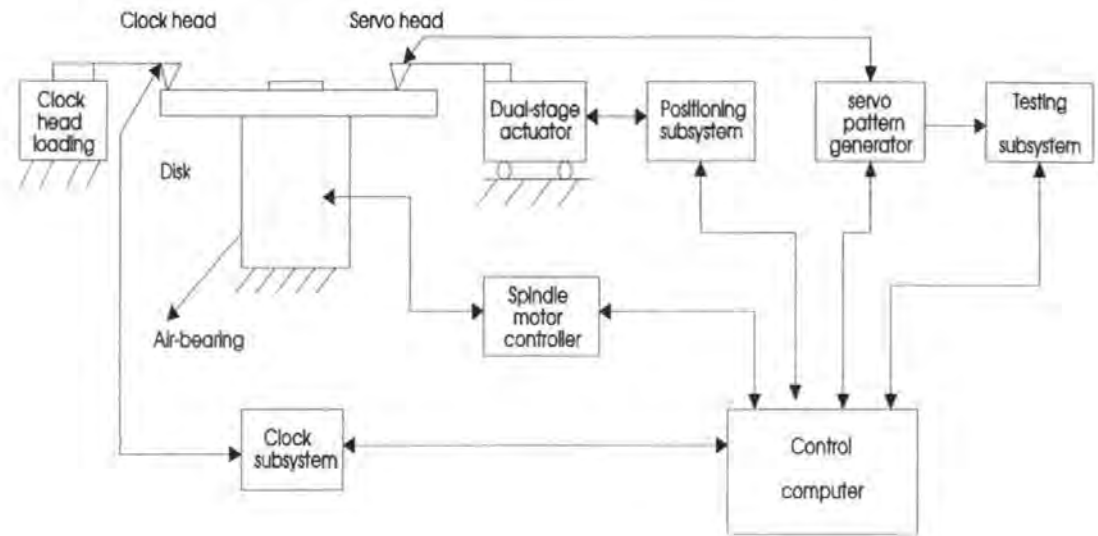 Clock head
Servo head
Clock
head
loading
Dual-stage
actuator
Positioning
subsystem
servo
pattern
generator
Testing
subsystem
Disk
Air-bearing
Spindle
motor
controller
Clock
subsystem
Control
computer